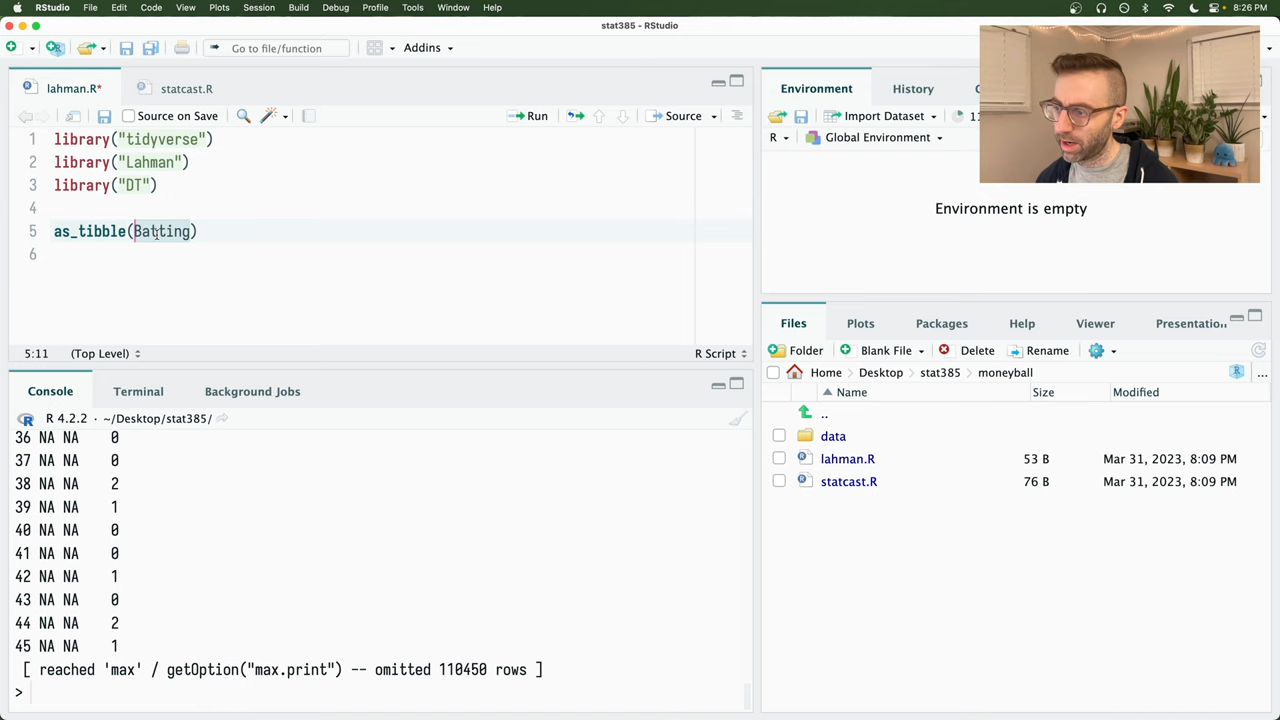 RStudio File Edit Code View Plots Session Build Debug Profile Tools Window Help 8:26 PM
stat385 - RStudio
Go to file/function Addins
lahman.R* statcast.R
Source on Save Run Source
1 library("tidyverse")
2 library("Lahman")
3 library("DT")
4
5 as_tibble(Batting)
6
5:11 (Top Level) R Script
Console Terminal Background Jobs
R 4.2.2 · ~/Desktop/stat385/
36 NA NA 0
37 NA NA 0
38 NA NA 2
39 NA NA 1
40 NA NA 0
41 NA NA 0
42 NA NA 1
43 NA NA 0
44 NA NA 2
45 NA NA 1
[ reached 'max' / getOption("max.print") -- omitted 110450 rows ]
>
Environment History
Import Dataset
R Global Environment
Environment is empty
Files Plots Packages Help Viewer Presentation
Folder Blank File Delete Rename
Home Desktop stat385 moneyball ...
Name Size Modified
..
data
lahman.R 53 B Mar 31, 2023, 8:09 PM
statcast.R 76 B Mar 31, 2023, 8:09 PM